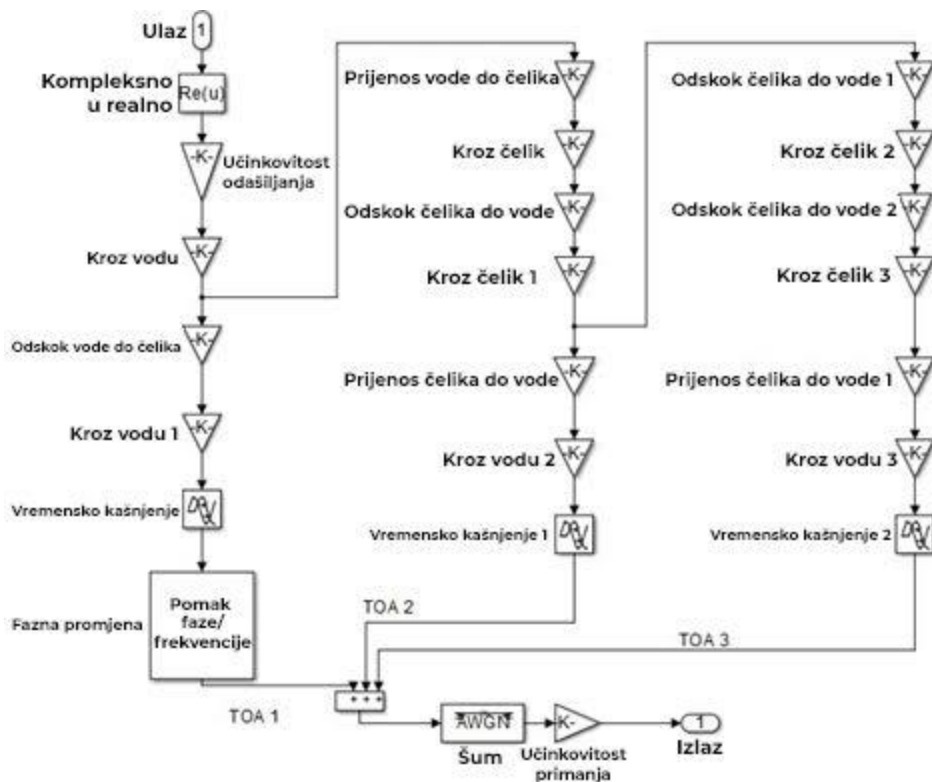 Ulaz
1
Kompleksno
u realno
Re(u)
-K-
Učinkovitost
odašiljanja
Kroz vodu
-K-
Odskok vode do čelika
-K-
Kroz vodu 1
-K-
Vremensko kašnjenje
Fazna promjena
Pomak
faze/
frekvencije
TOA 1
Prijenos vode do čelika
-K-
Kroz čelik
-K-
Odskok čelika do vode
-K-
Kroz čelik 1
-K-
Prijenos čelika do vode
-K-
Kroz vodu 2
-K-
Vremensko kašnjenje 1
TOA 2
Odskok čelika do vode 1
-K-
Kroz čelik 2
-K-
Odskok čelika do vode 2
-K-
Kroz čelik 3
-K-
Prijenos čelika do vode 1
-K-
Kroz vodu 3
-K-
Vremensko kašnjenje 2
TOA 3
+ + +
AWGN
Šum
K-
Učinkovitost
primanja
1
Izlaz